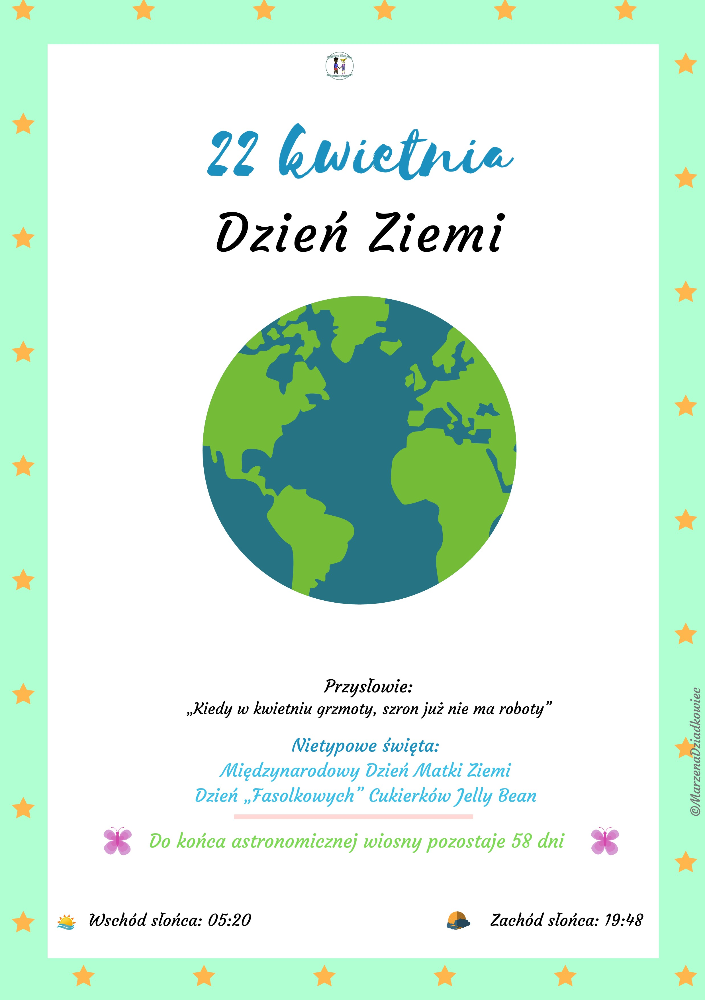 22 kwietnia
Dzień Ziemi
Przysłowie:
„Kiedy w kwietniu grzmoty, szron już nie ma roboty”
Nietypowe święta:
Międzynarodowy Dzień Matki Ziemi
Dzień „Fasolkowych” Cukierków Jelly Bean
Do końca astronomicznej wiosny pozostaje 58 dni
Wschód słońca: 05:20
Zachód słońca: 19:48
©MarzenaDziadkowiec